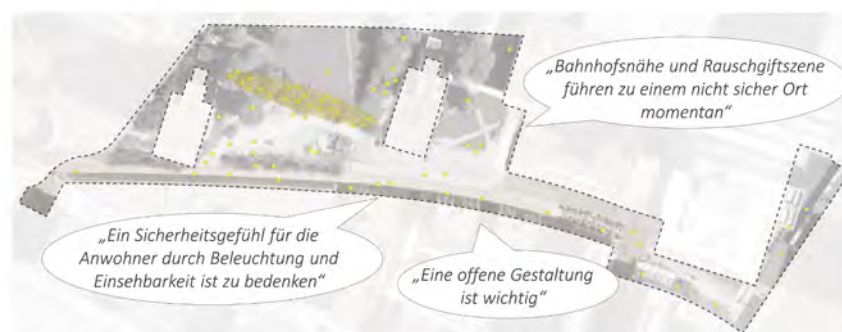 „Bahnhofsnähe und Rauschgiftszene
führen zu einem nicht sicher Ort
momentan“
„Ein Sicherheitsgefühl für die
Anwohner durch Beleuchtung und
Einsehbarkeit ist zu bedenken“
„Eine offene Gestaltung
ist wichtig“